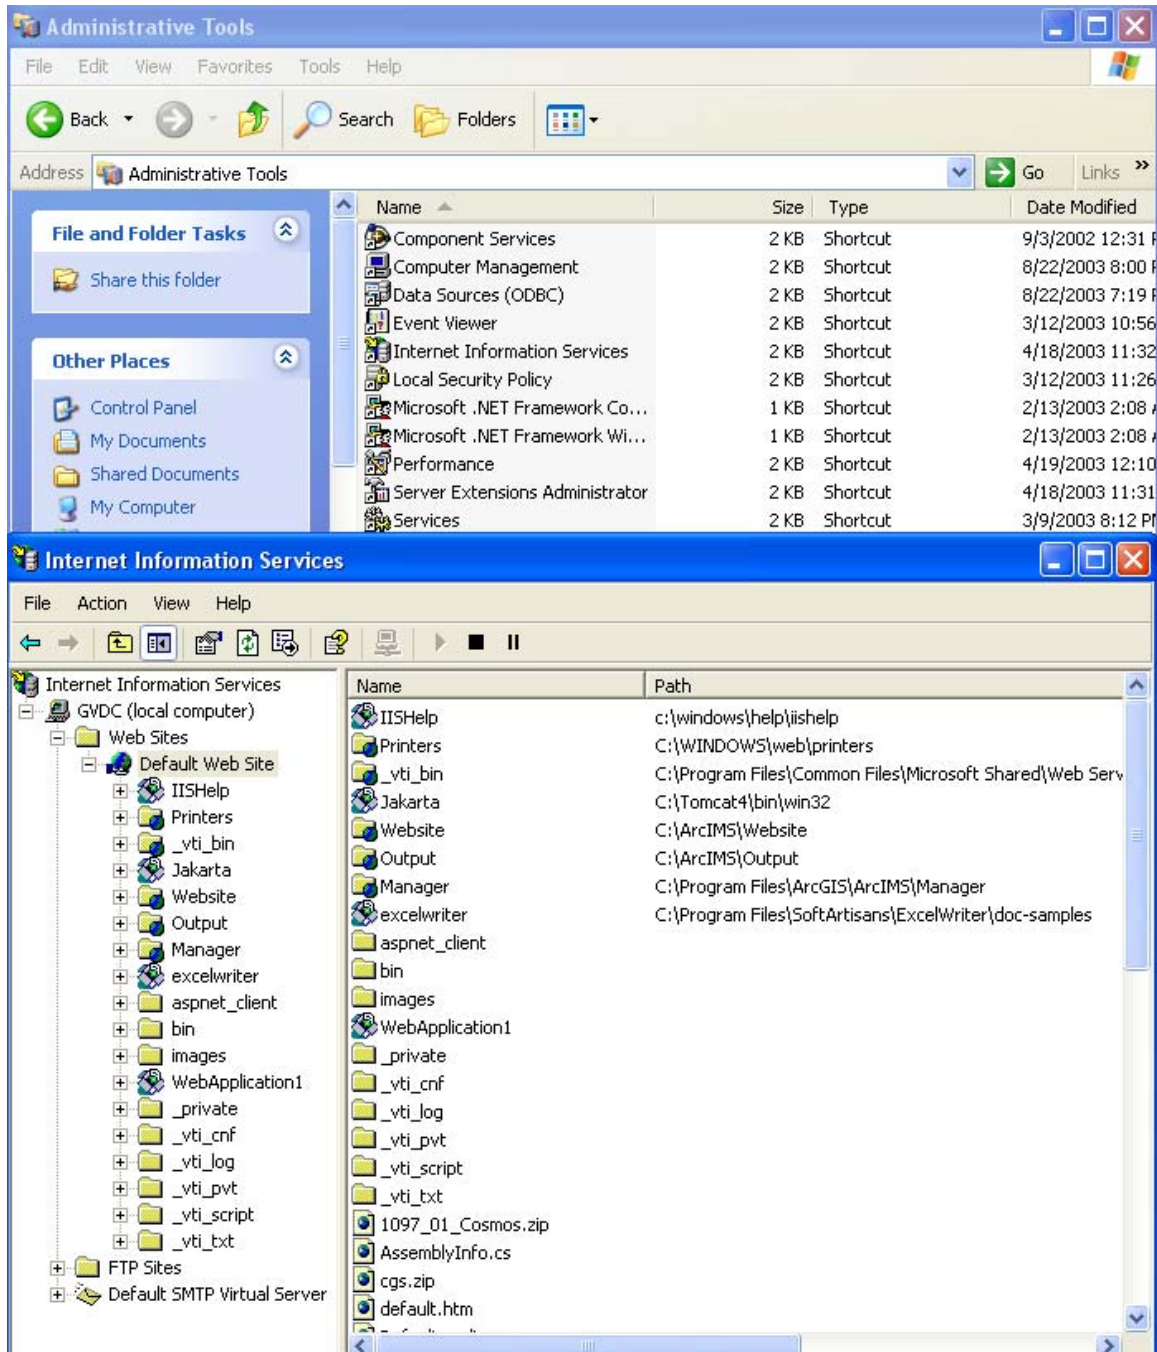 Administrative Tools
File Edit View Favorites Tools Help
Back Search Folders
Address Administrative Tools Go Links »
File and Folder Tasks
Share this folder
Other Places
Control Panel
My Documents
Shared Documents
My Computer
Name Size Type Date Modified
Component Services 2 KB Shortcut 9/3/2002 12:31
Computer Management 2 KB Shortcut 8/22/2003 8:00
Data Sources (ODBC) 2 KB Shortcut 8/22/2003 7:19
Event Viewer 2 KB Shortcut 3/12/2003 10:56
Internet Information Services 2 KB Shortcut 4/18/2003 11:32
Local Security Policy 2 KB Shortcut 3/12/2003 11:26
Microsoft .NET Framework Co... 1 KB Shortcut 2/13/2003 2:08
Microsoft .NET Framework Wi... 1 KB Shortcut 2/13/2003 2:08
Performance 2 KB Shortcut 4/19/2003 12:10
Server Extensions Administrator 2 KB Shortcut 4/18/2003 11:31
Services 2 KB Shortcut 3/9/2003 8:12 PM
Internet Information Services
File Action View Help
Internet Information Services
GVDC (local computer)
Web Sites
Default Web Site
IISHelp
Printers
_vti_bin
Jakarta
Website
Output
Manager
excelwriter
aspnet_client
bin
images
WebApplication1
_private
_vti_cnf
_vti_log
_vti_pvt
_vti_script
_vti_txt
FTP Sites
Default SMTP Virtual Server
Name Path
IISHelp c:\windows\help\iishelp
Printers C:\WINDOWS\web\printers
_vti_bin C:\Program Files\Common Files\Microsoft Shared\Web Serv
Jakarta C:\Tomcat4\bin\win32
Website C:\ArcIMS\Website
Output C:\ArcIMS\Output
Manager C:\Program Files\ArcGIS\ArcIMS\Manager
excelwriter C:\Program Files\SoftArtisans\ExcelWriter\doc-samples
aspnet_client
bin
images
WebApplication1
_private
_vti_cnf
_vti_log
_vti_pvt
_vti_script
_vti_txt
1097_01_Cosmos.zip
AssemblyInfo.cs
cgs.zip
default.htm